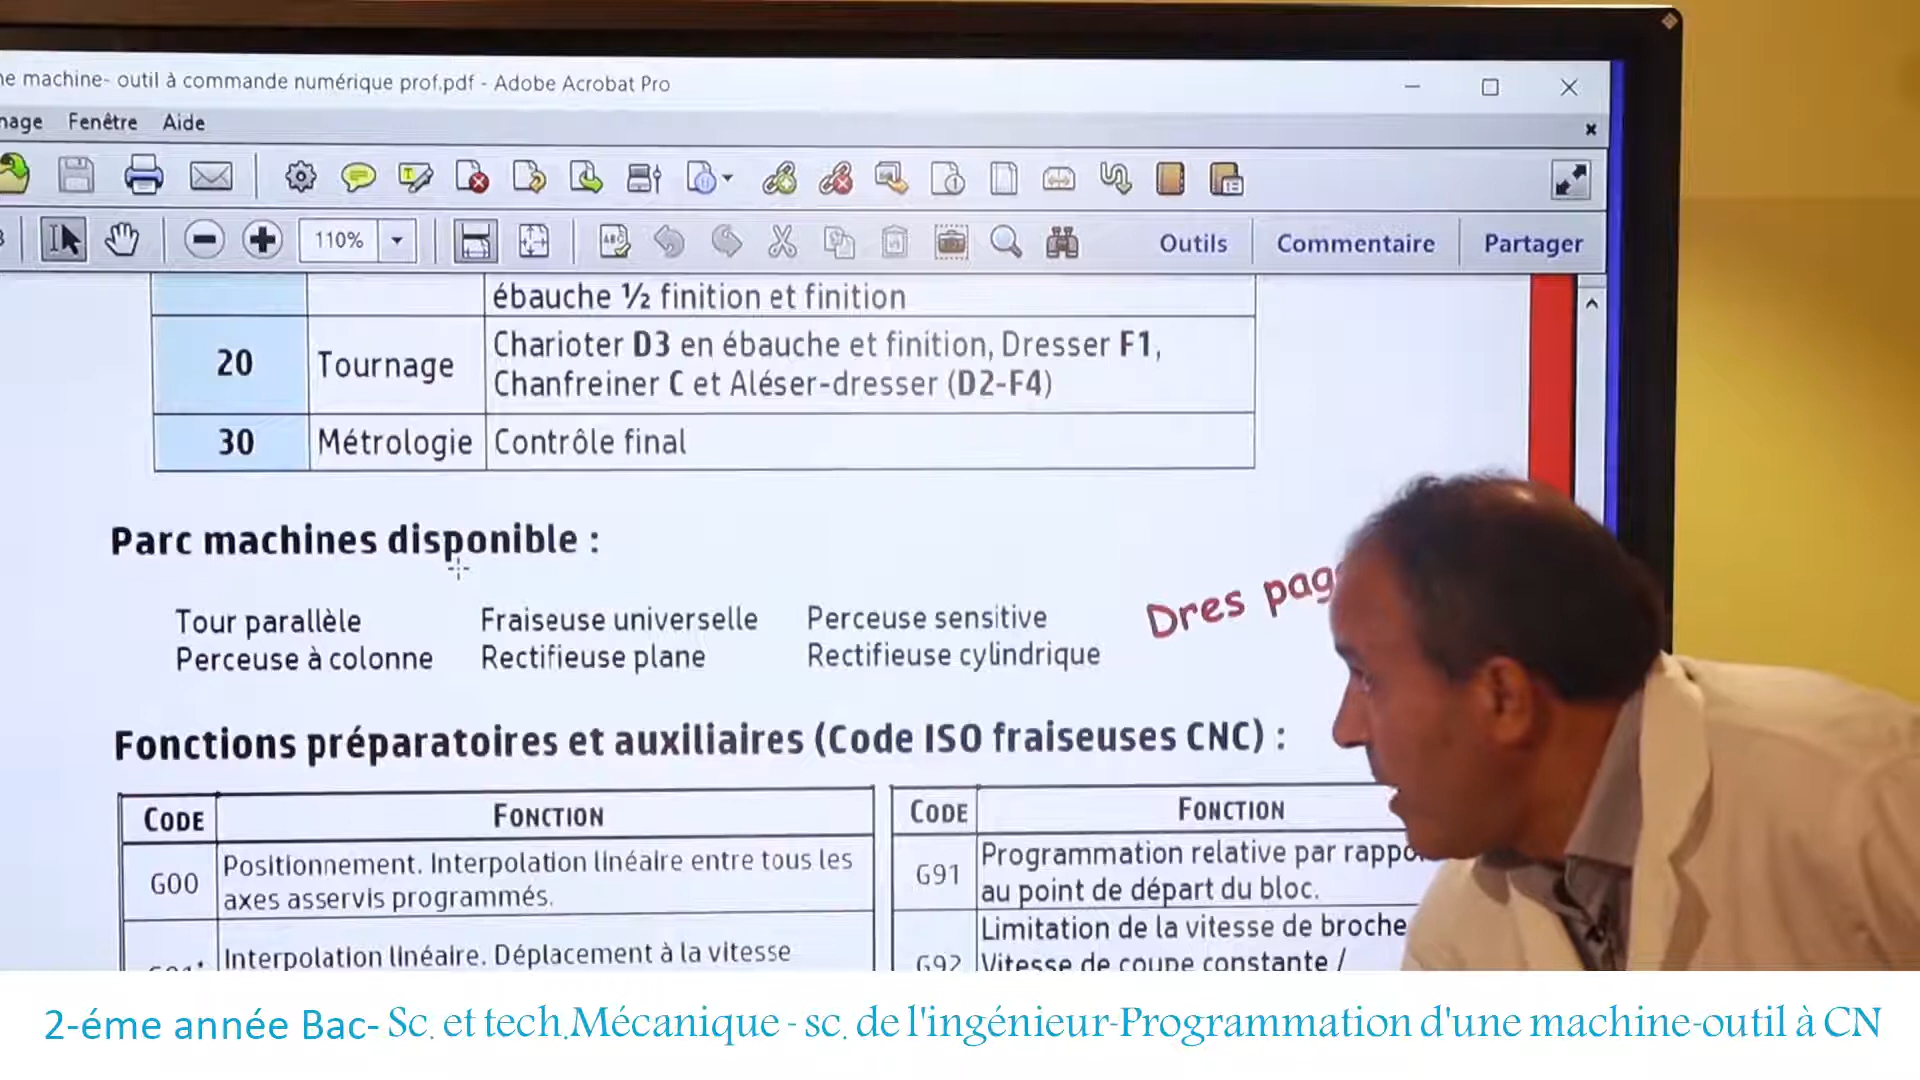 ne machine- outil à commande numérique prof.pdf - Adobe Acrobat Pro
nage Fenêtre Aide
110% Outils Commentaire Partager
ébauche ½ finition et finition
20 Tournage Charioter D3 en ébauche et finition, Dresser F1,
Chanfreiner C et Aléser-dresser (D2-F4)
30 Métrologie Contrôle final
Parc machines disponible :
Tour parallèle Fraiseuse universelle Perceuse sensitive
Perceuse à colonne Rectifieuse plane Rectifieuse cylindrique
Dres pag
Fonctions préparatoires et auxiliaires (Code ISO fraiseuses CNC) :
CODE FONCTION CODE FONCTION
G00 Positionnement. Interpolation linéaire entre tous les
axes asservis programmés.
G91 Programmation relative par rappo
au point de départ du bloc.
Interpolation linéaire. Déplacement à la vitesse
G92 Limitation de la vitesse de broche
Vitesse de coupe constante /
2-éme année Bac- Sc. et tech.Mécanique - sc. de l'ingénieur-Programmation d'une machine-outil à CN